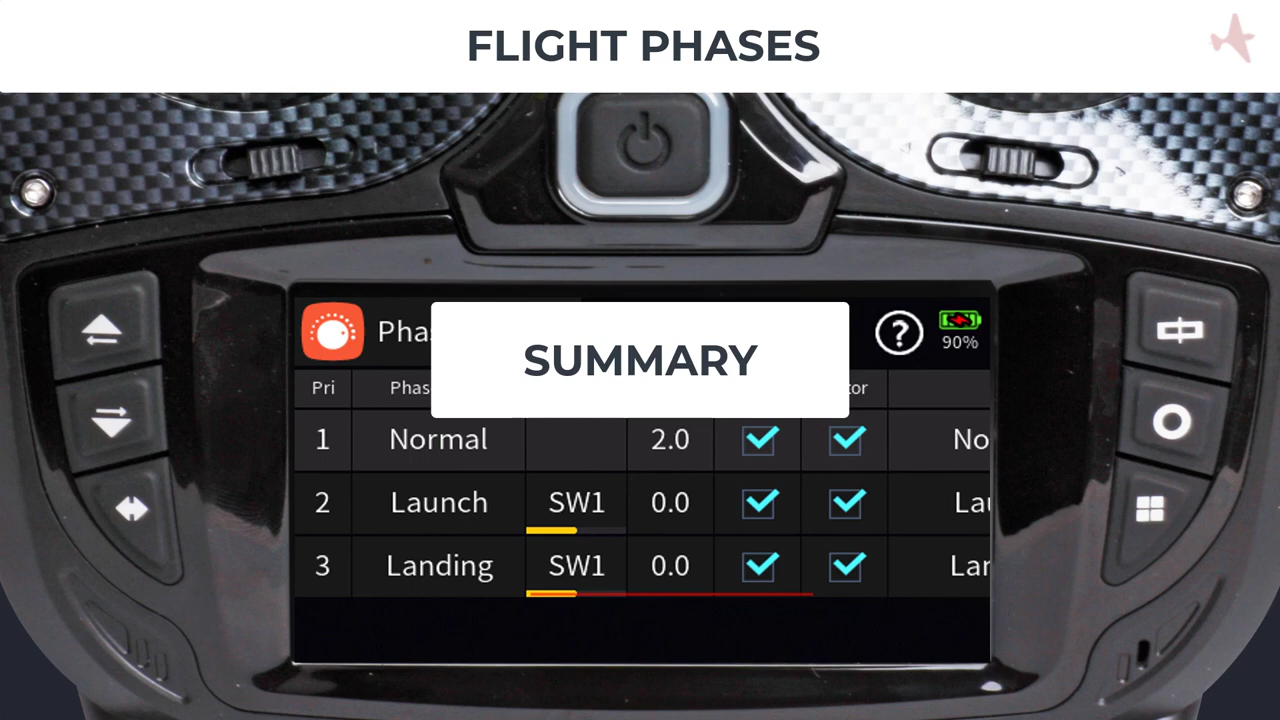 FLIGHT PHASES
?
90%
SUMMARY
Pri
1 Normal 2.0 No
2 Launch SW1 0.0
3 Landing SW1 0.0